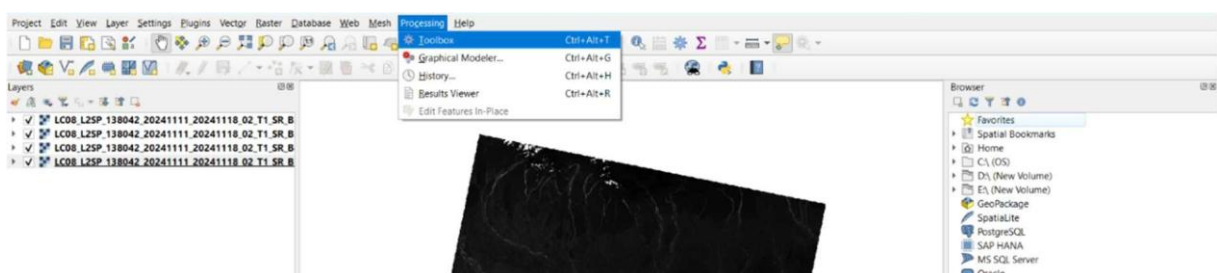 Project Edit View Layer Settings Plugins Vector Raster Database Web Mesh Processing Help
Toolbox Ctrl+Alt+T
Graphical Modeler... Ctrl+Alt+G
History... Ctrl+Alt+H
Results Viewer Ctrl+Alt+R
Edit Features In-Place
Layers
LC08_L2SP_138042_20241111_20241118_02_T1_SR_B
LC08_L2SP_138042_20241111_20241118_02_T1_SR_B
LC08_L2SP_138042_20241111_20241118_02_T1_SR_B
LC08_L2SP_138042_20241111_20241118_02_T1_SR_B
Browser
Favorites
Spatial Bookmarks
Home
C:\ (OS)
D:\ (New Volume)
E:\ (New Volume)
GeoPackage
SpatiaLite
PostgreSQL
SAP HANA
MS SQL Server
Oracle